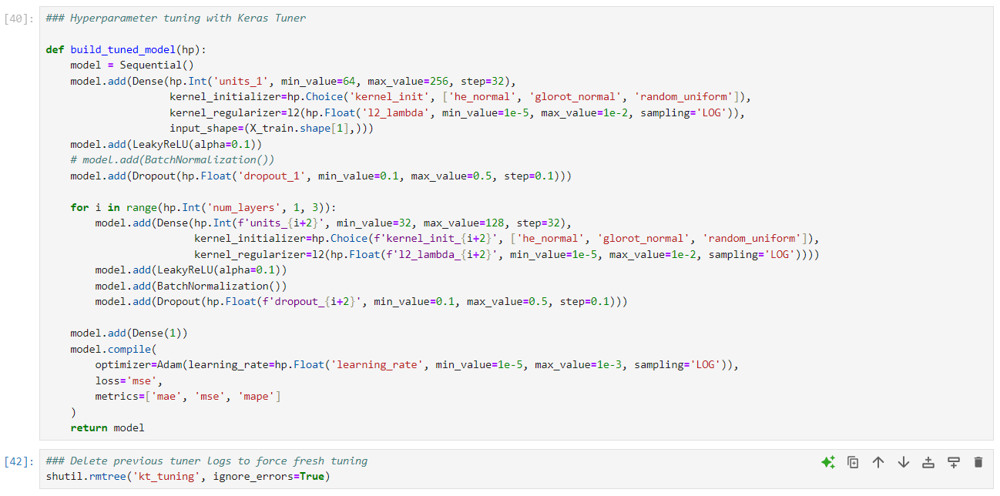 [40]:
### Hyperparameter tuning with Keras Tuner

def build_tuned_model(hp):
    model = Sequential()
    model.add(Dense(hp.Int('units_1', min_value=64, max_value=256, step=32),
                    kernel_initializer=hp.Choice('kernel_init', ['he_normal', 'glorot_normal', 'random_uniform']),
                    kernel_regularizer=l2(hp.Float('l2_lambda', min_value=1e-5, max_value=1e-2, sampling='LOG')),
                    input_shape=(X_train.shape[1],)))
    model.add(LeakyReLU(alpha=0.1))
    # model.add(BatchNormalization())
    model.add(Dropout(hp.Float('dropout_1', min_value=0.1, max_value=0.5, step=0.1)))

    for i in range(hp.Int('num_layers', 1, 3)):
        model.add(Dense(hp.Int(f'units_{i+2}', min_value=32, max_value=128, step=32),
                        kernel_initializer=hp.Choice(f'kernel_init_{i+2}', ['he_normal', 'glorot_normal', 'random_uniform']),
                        kernel_regularizer=l2(hp.Float(f'l2_lambda_{i+2}', min_value=1e-5, max_value=1e-2, sampling='LOG'))))
        model.add(LeakyReLU(alpha=0.1))
        model.add(BatchNormalization())
        model.add(Dropout(hp.Float(f'dropout_{i+2}', min_value=0.1, max_value=0.5, step=0.1)))

    model.add(Dense(1))
    model.compile(
        optimizer=Adam(learning_rate=hp.Float('learning_rate', min_value=1e-5, max_value=1e-3, sampling='LOG')),
        loss='mse',
        metrics=['mae', 'mse', 'mape']
    )
    return model

[42]:
### Delete previous tuner logs to force fresh tuning
shutil.rmtree('kt_tuning', ignore_errors=True)